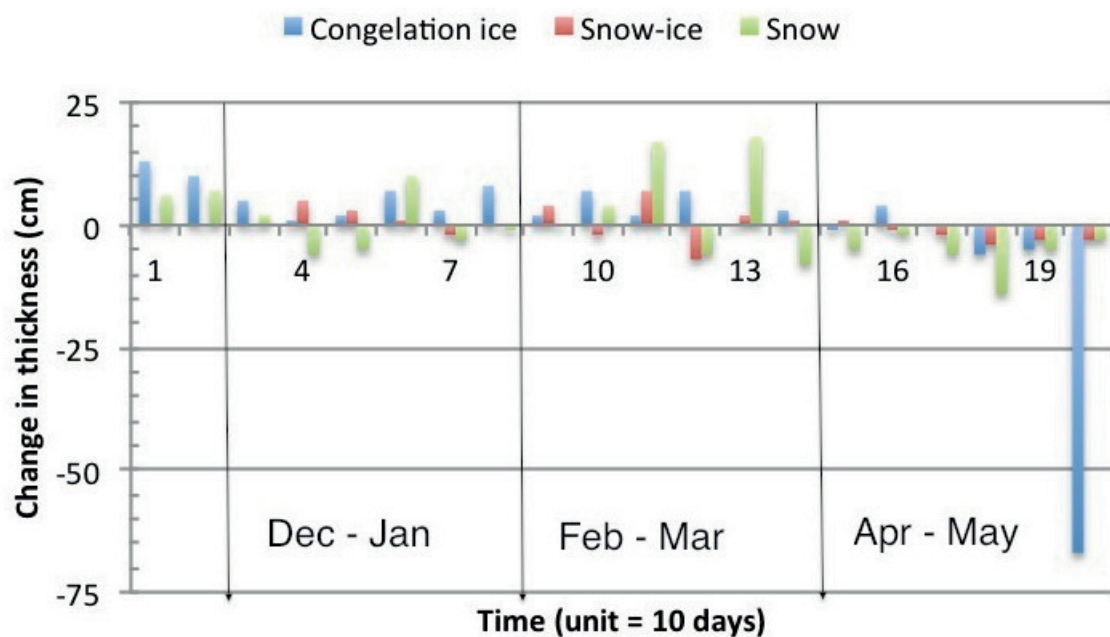 Congelation ice Snow-ice Snow
25
0
-25
-50
-75
Change in thickness (cm)
1 4 7 10 13 16 19
Dec - Jan Feb - Mar Apr - May
Time (unit = 10 days)